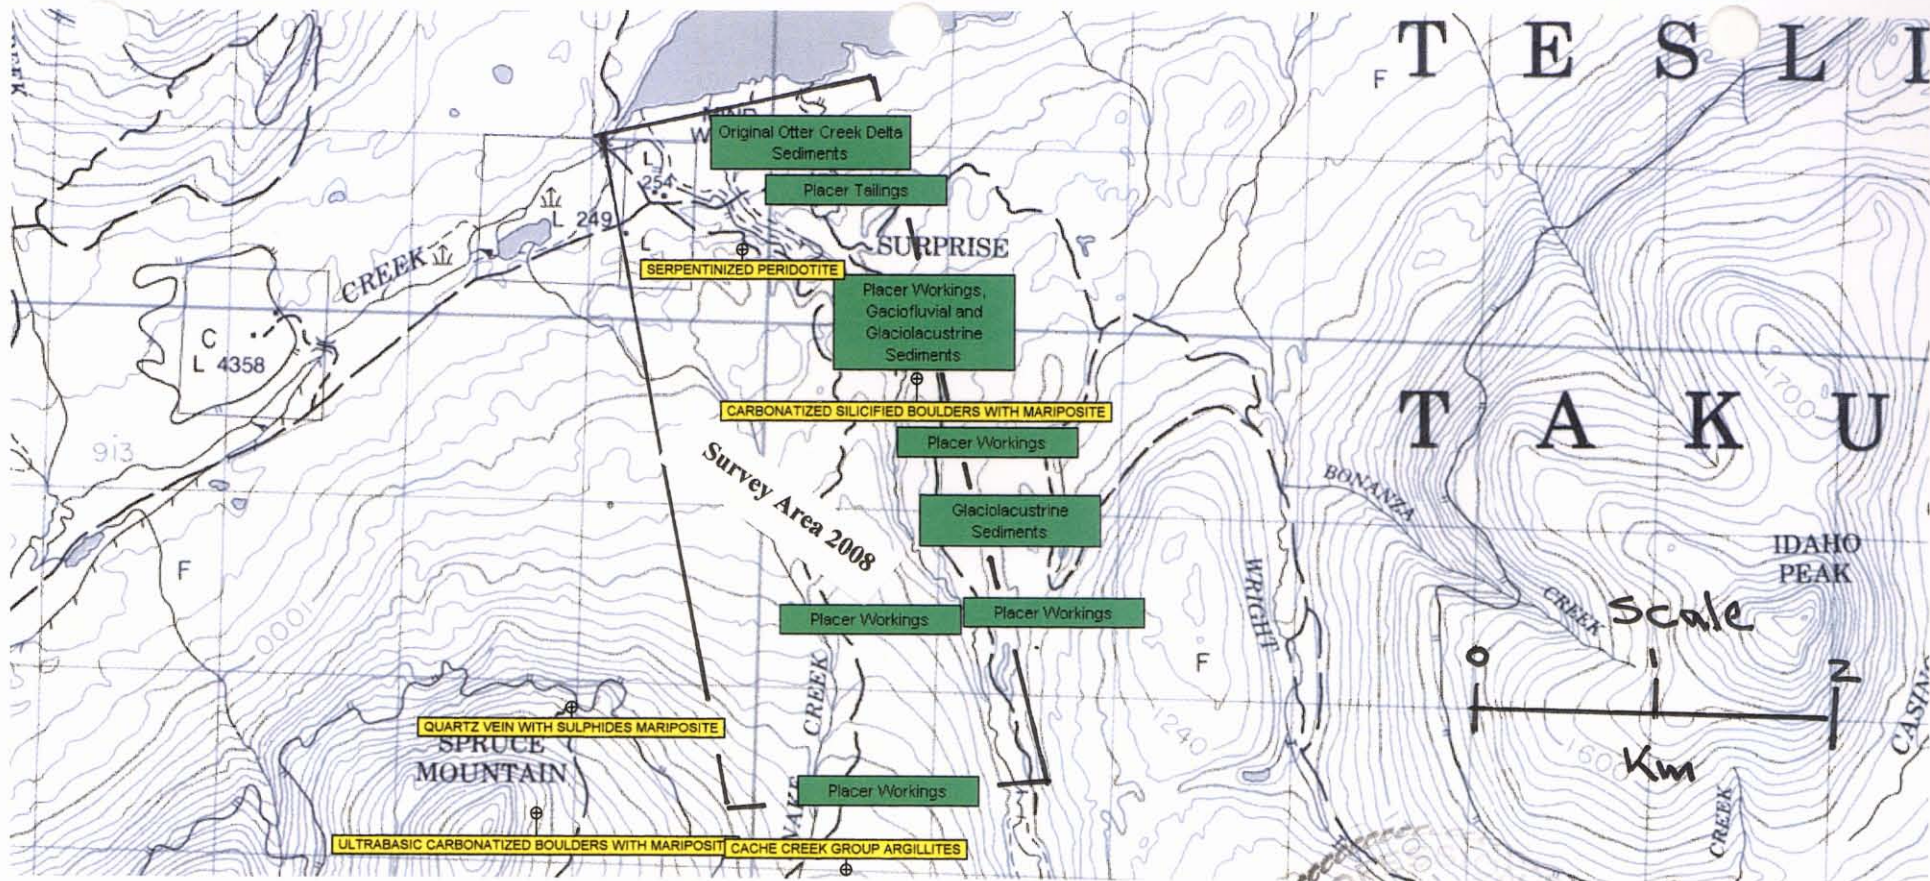 T E S L I
F
Original Otter Creek Delta
Sediments
L
254
Placer Tailings
L 249
L
SURPRISE
CREEK
SERPENTINIZED PERIDOTITE
Placer Workings,
Gaciofluvial and
Glaciolacustrine
Sediments
C
L 4358
1700
T A K U
CARBONATIZED SILICIFIED BOULDERS WITH MARIPOSITE
Placer Workings
913
Survey Area 2008
BONANZA
CREEK
Glaciolacustrine
Sediments
IDAHO
PEAK
F
WRIGHT
Placer Workings
Placer Workings
Scale
0 1 2
Km
F
1000
CREEK
1240
1600
QUARTZ VEIN WITH SULPHIDES MARIPOSITE
SPRUCE
MOUNTAIN
Placer Workings
CREEK
ULTRABASIC CARBONATIZED BOULDERS WITH MARIPOSIT
CACHE CREEK GROUP ARGILLITES